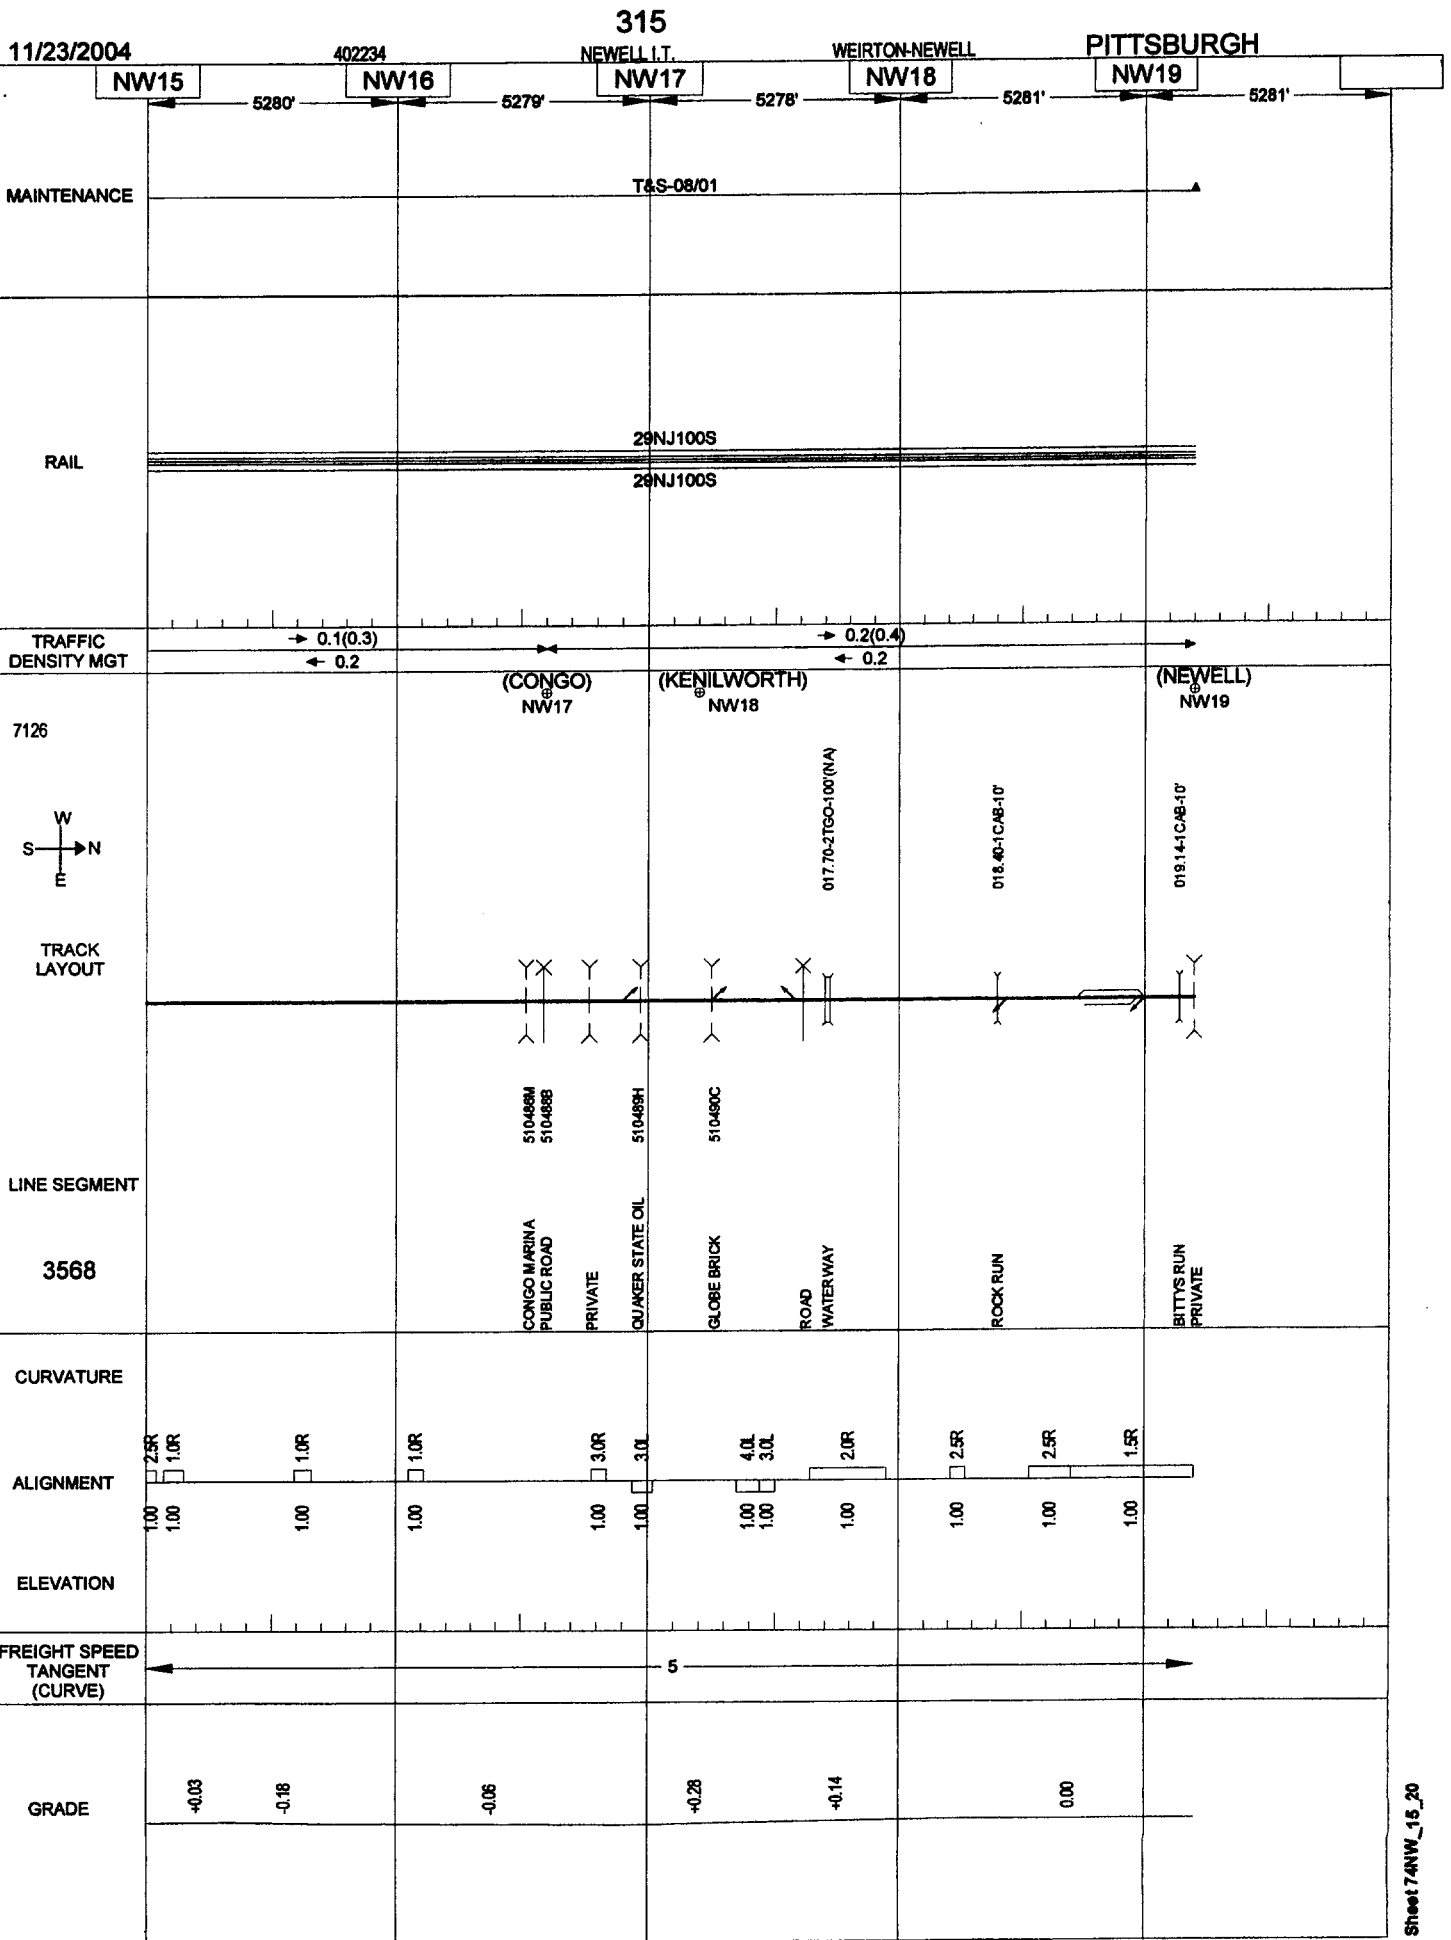 315
11/23/2004 402234 NEWELL I.T. WEIRTON-NEWELL PITTSBURGH
NW15 NW16 NW17 NW18 NW19
5280' 5279' 5278' 5281' 5281'
MAINTENANCE
T&S-08/01
RAIL
29NJ100S
29NJ100S
TRAFFIC
DENSITY MGT
→ 0.1(0.3) → 0.2(0.4)
← 0.2 ← 0.2
(CONGO) (KENILWORTH) (NEWELL)
NW17 NW18 NW19
7126
W
S N
E
017.70-2TGO-100'(NA)
018.40-1CAB-10'
019.14-1CAB-10'
TRACK
LAYOUT
510486M
510488B
510489H
510490C
LINE SEGMENT
3568
CONGO MARINA
PUBLIC ROAD
PRIVATE
QUAKER STATE OIL
GLOBE BRICK
ROAD
WATERWAY
ROCK RUN
BITTYS RUN
PRIVATE
CURVATURE
2.5R 1.0R 1.0R 1.0R 3.0R 3.0L 4.0L 3.0L 2.0R 2.5R 2.5R 1.5R
ALIGNMENT
1.00 1.00 1.00 1.00 1.00 1.00 1.00 1.00 1.00 1.00 1.00 1.00
ELEVATION
FREIGHT SPEED
TANGENT
(CURVE)
5
GRADE
+0.03 -0.18 -0.06 +0.28 +0.14 0.00
Sheet 74NW_15_20